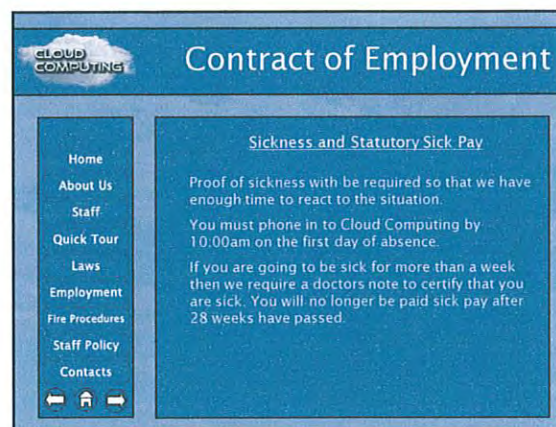 CLOUD
COMPUTING
Contract of Employment
Home
About Us
Staff
Quick Tour
Laws
Employment
Fire Procedures
Staff Policy
Contacts
Sickness and Statutory Sick Pay
Proof of sickness with be required so that we have
enough time to react to the situation.
You must phone in to Cloud Computing by
10:00am on the first day of absence.
If you are going to be sick for more than a week
then we require a doctors note to certify that you
are sick. You will no longer be paid sick pay after
28 weeks have passed.